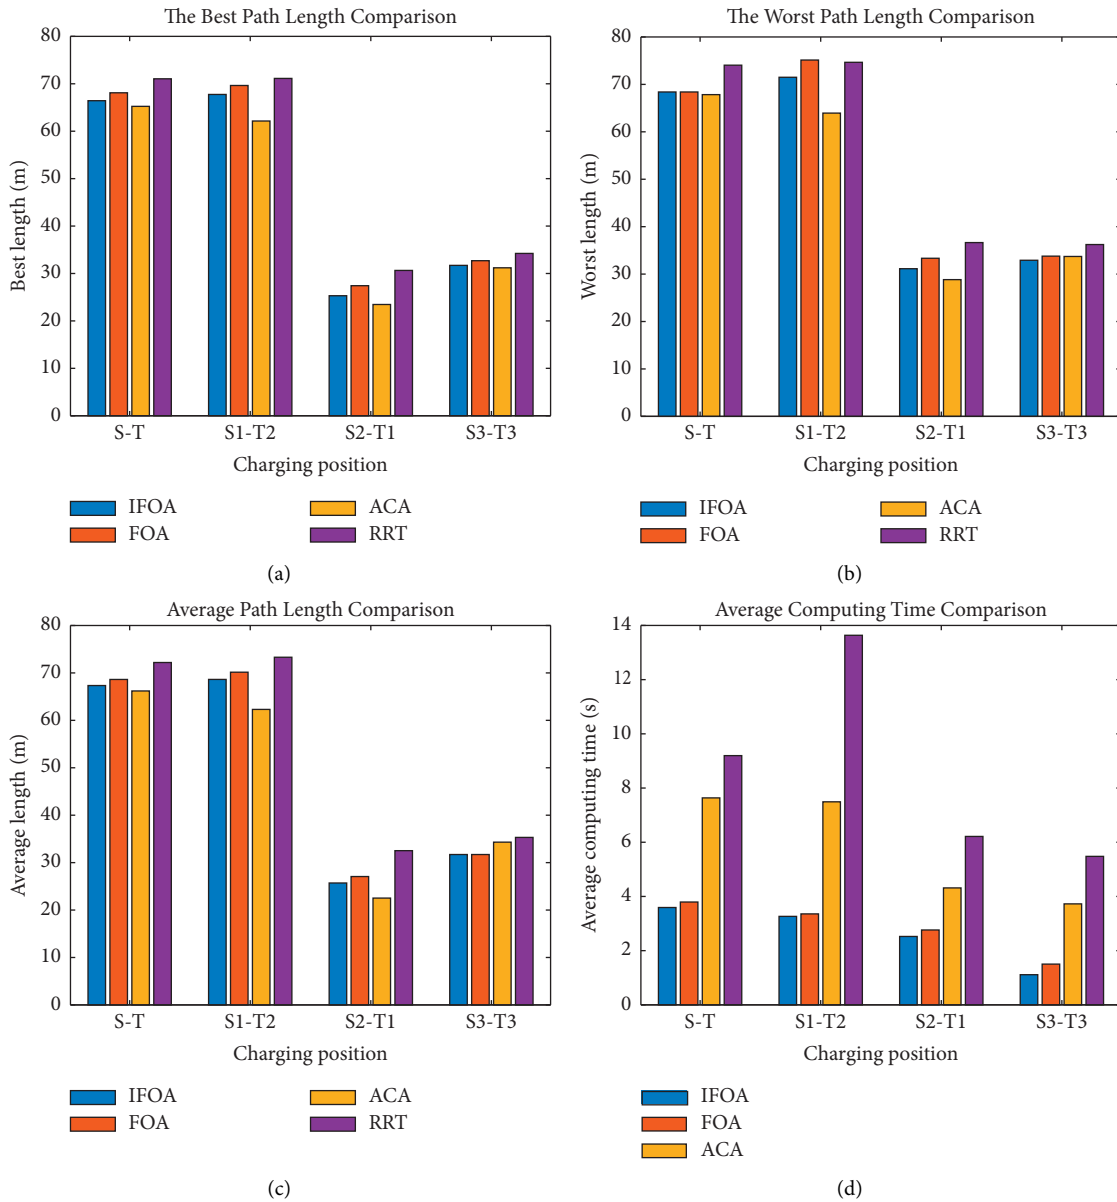 The Best Path Length Comparison
80
70
60
50
40
30
20
10
0
Best length (m)
S-T S1-T2 S2-T1 S3-T3
Charging position
IFOA ACA
FOA RRT
(a)
The Worst Path Length Comparison
80
70
60
50
40
30
20
10
0
Worst length (m)
S-T S1-T2 S2-T1 S3-T3
Charging position
IFOA ACA
FOA RRT
(b)
Average Path Length Comparison
80
70
60
50
40
30
20
10
0
Average length (m)
S-T S1-T2 S2-T1 S3-T3
Charging position
IFOA ACA
FOA RRT
(c)
Average Computing Time Comparison
14
12
10
8
6
4
2
0
Average computing time (s)
S-T S1-T2 S2-T1 S3-T3
Charging position
IFOA
FOA
ACA
(d)